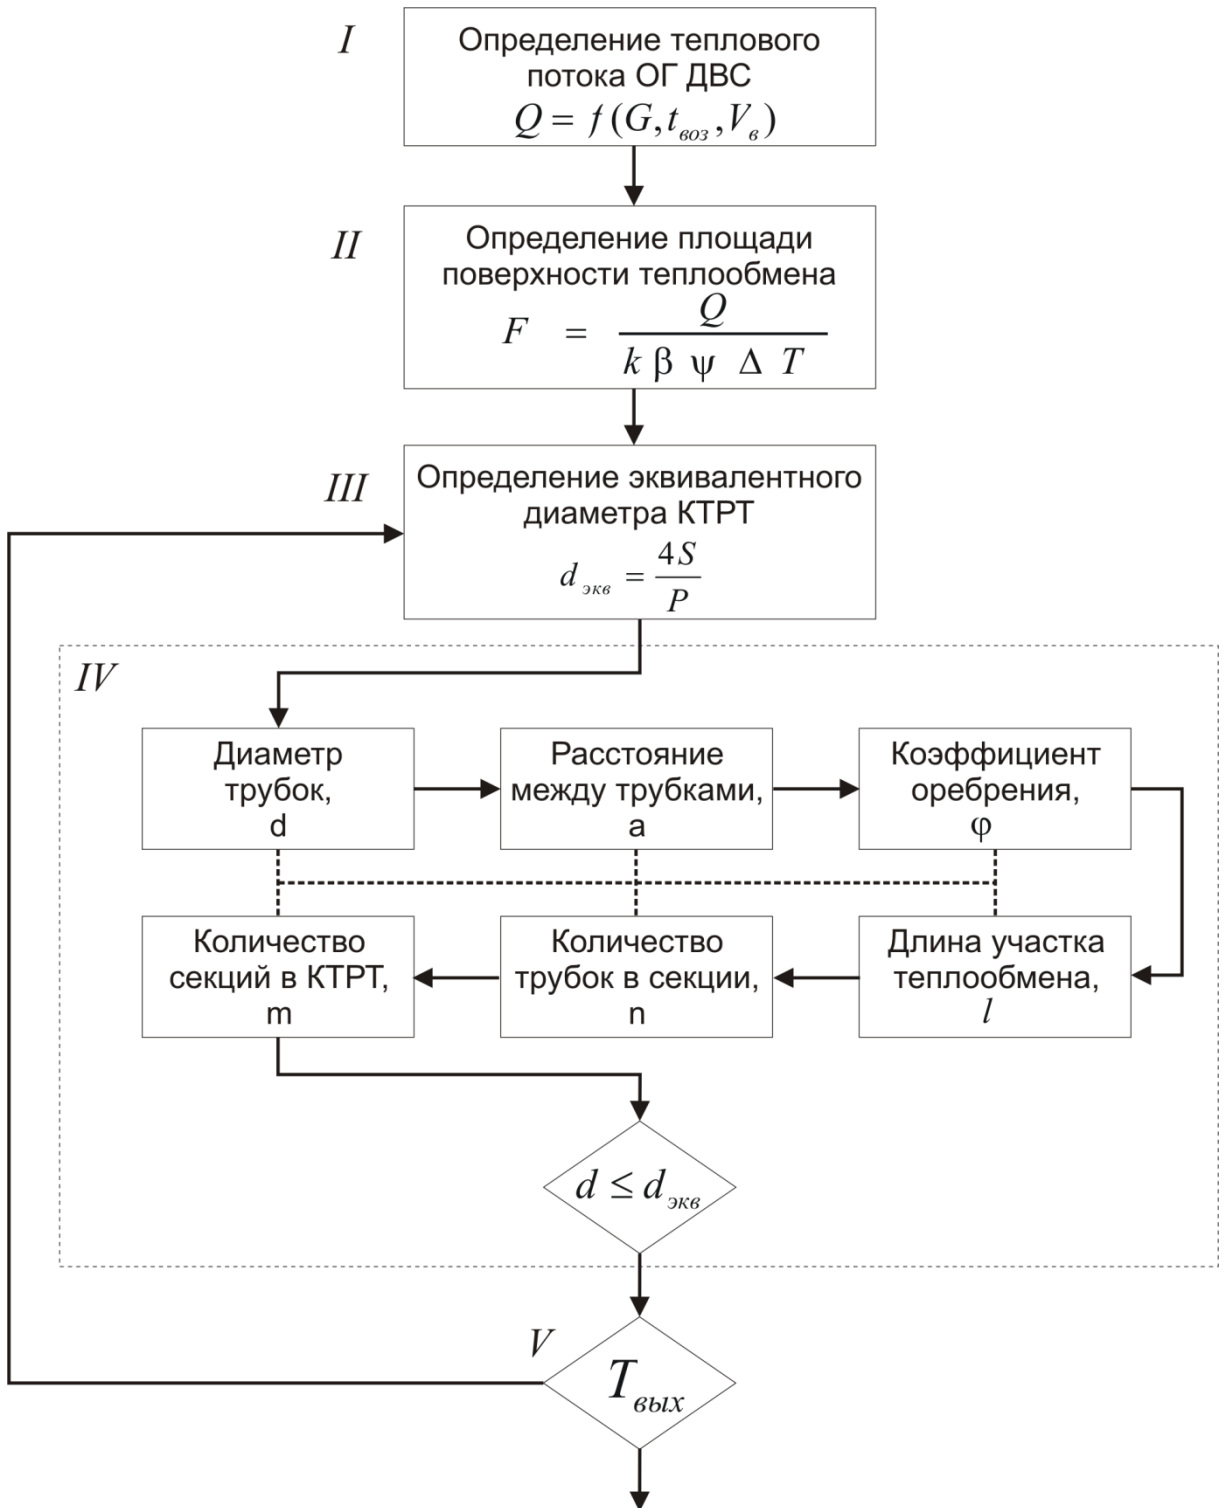 I
Определение теплового
потока ОГ ДВС
Q = f(G, t_воз, V_в)
II
Определение площади
поверхности теплообмена
F = Q / (k β ψ Δ T)
III
Определение эквивалентного
диаметра КТРТ
d_экв = 4S / P
IV
Диаметр
трубок,
d
Расстояние
между трубками,
a
Коэффициент
оребрения,
φ
Длина участка
теплообмена,
l
Количество
трубок в секции,
n
Количество
секций в КТРТ,
m
d ≤ d_экв
V
T_вых